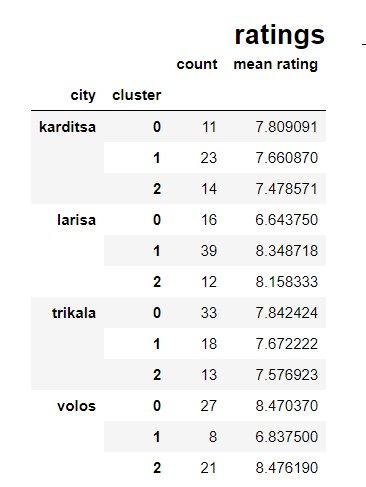 ratings
count mean rating
city cluster
karditsa 0 11 7.809091
1 23 7.660870
2 14 7.478571
larisa 0 16 6.643750
1 39 8.348718
2 12 8.158333
trikala 0 33 7.842424
1 18 7.672222
2 13 7.576923
volos 0 27 8.470370
1 8 6.837500
2 21 8.476190